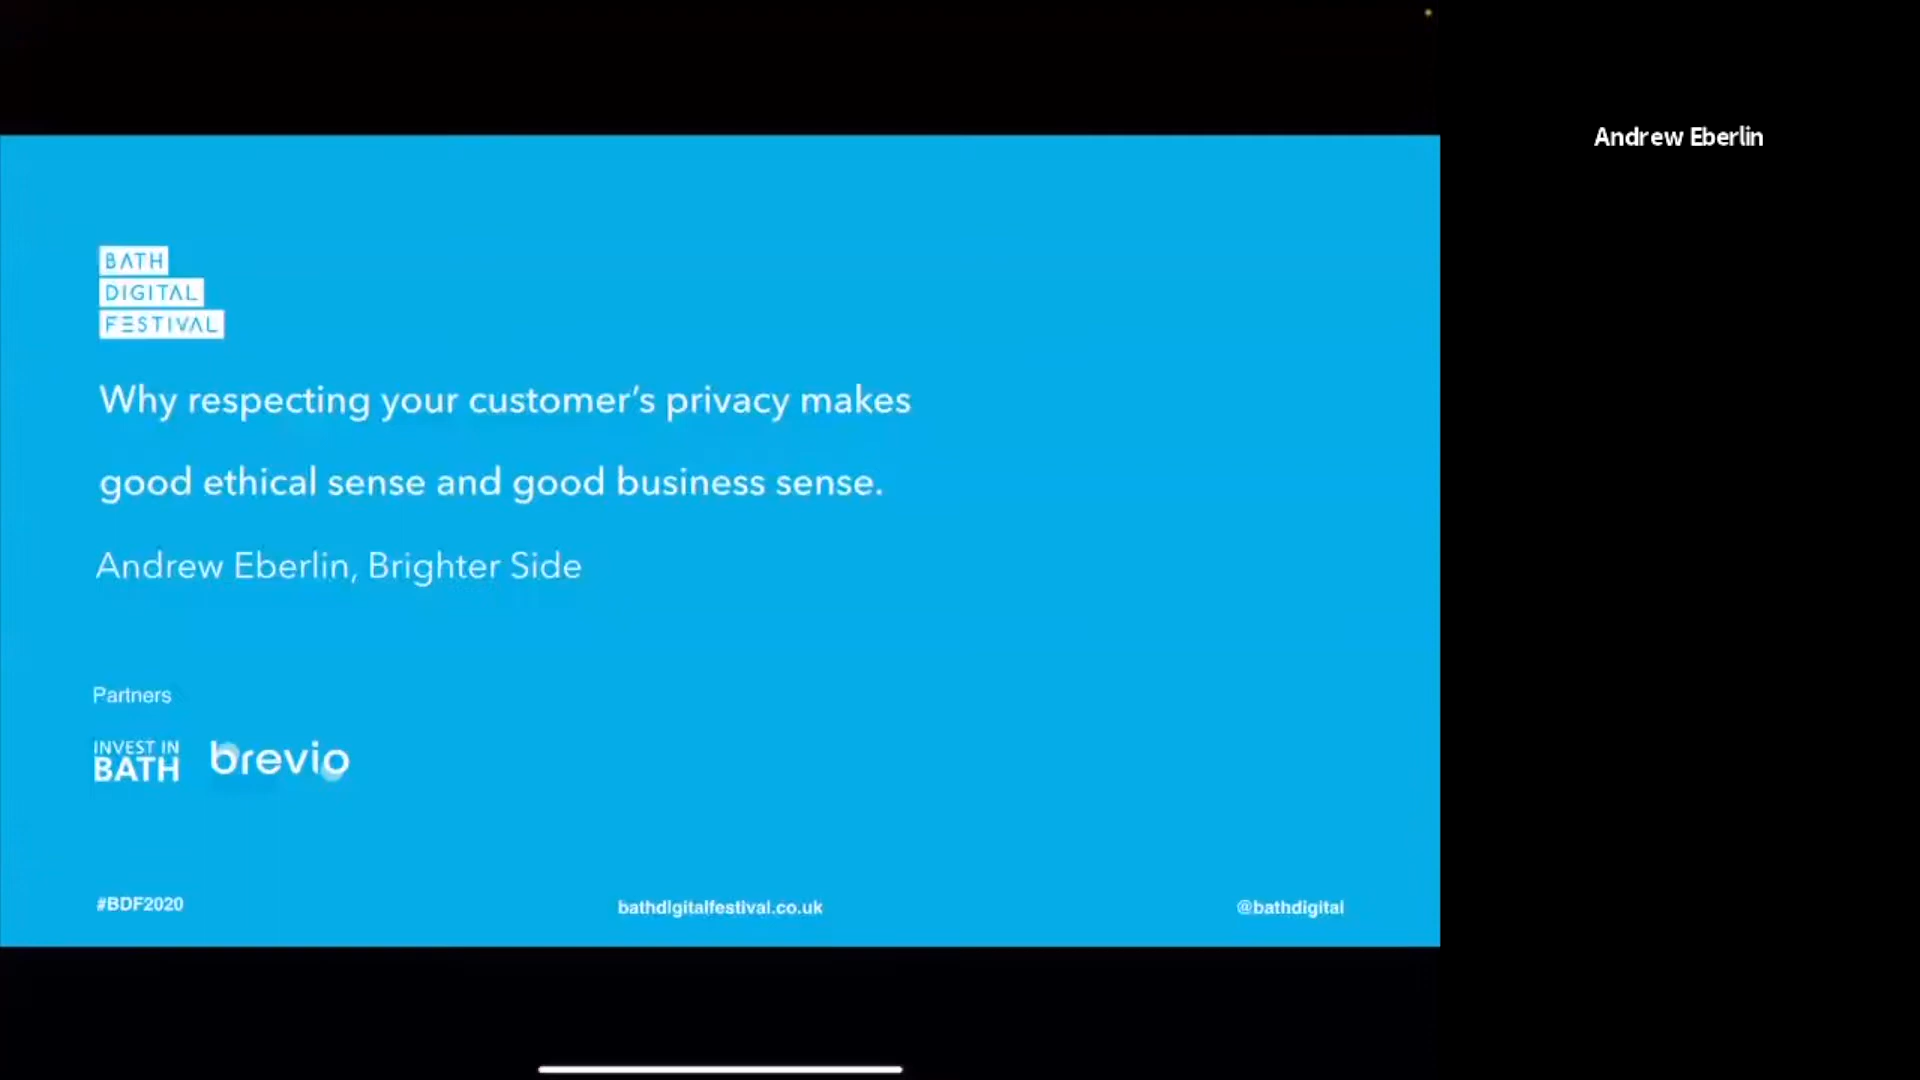 Andrew Eberlin
BATH
DIGITAL
FESTIVAL
Why respecting your customer’s privacy makes
good ethical sense and good business sense.
Andrew Eberlin, Brighter Side
Partners
INVEST IN
BATH
brevio
#BDF2020
bathdigitalfestival.co.uk
@bathdigital